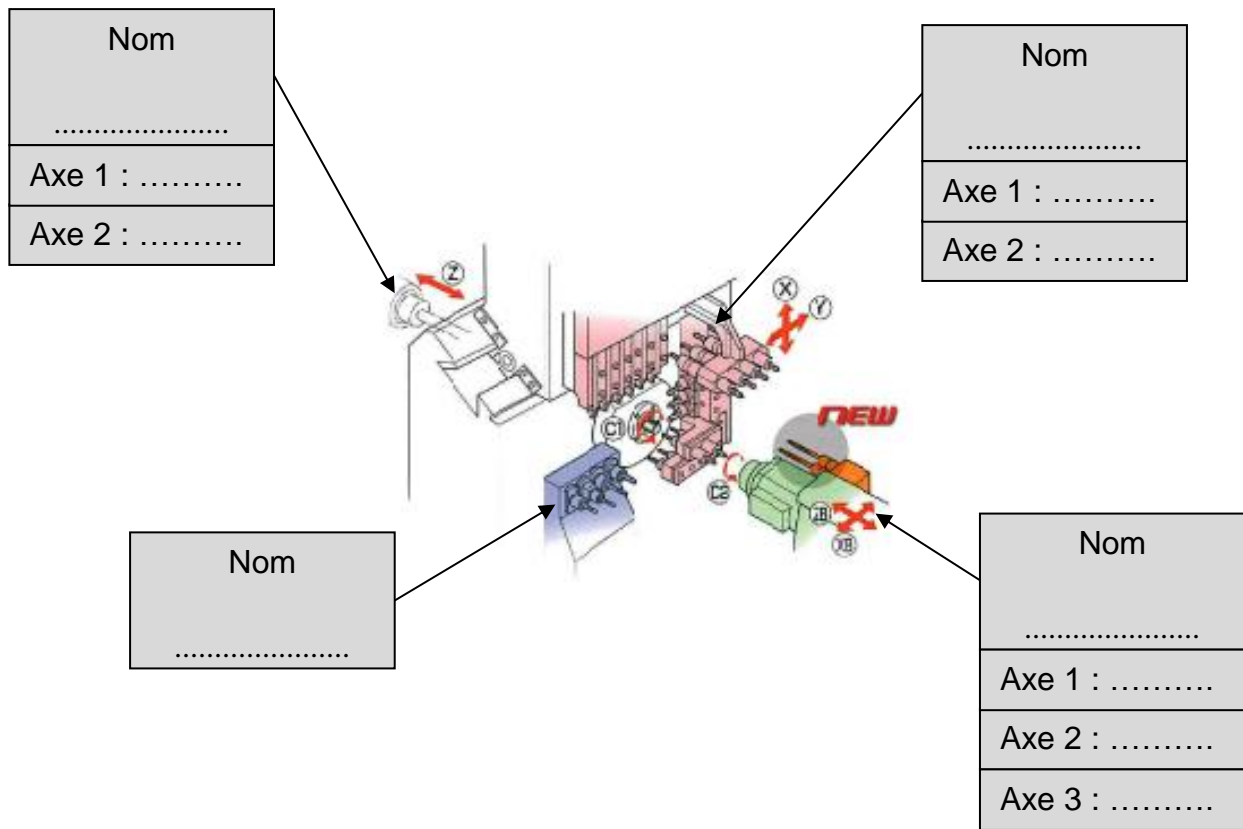 Nom
......................
Axe 1 : ……….
Axe 2 : ……….
Nom
......................
Axe 1 : ……….
Axe 2 : ……….
Z
X
Y
NEW
C1
C2
Nom
......................
Nom
......................
Axe 1 : ……….
Axe 2 : ……….
Axe 3 : ……….